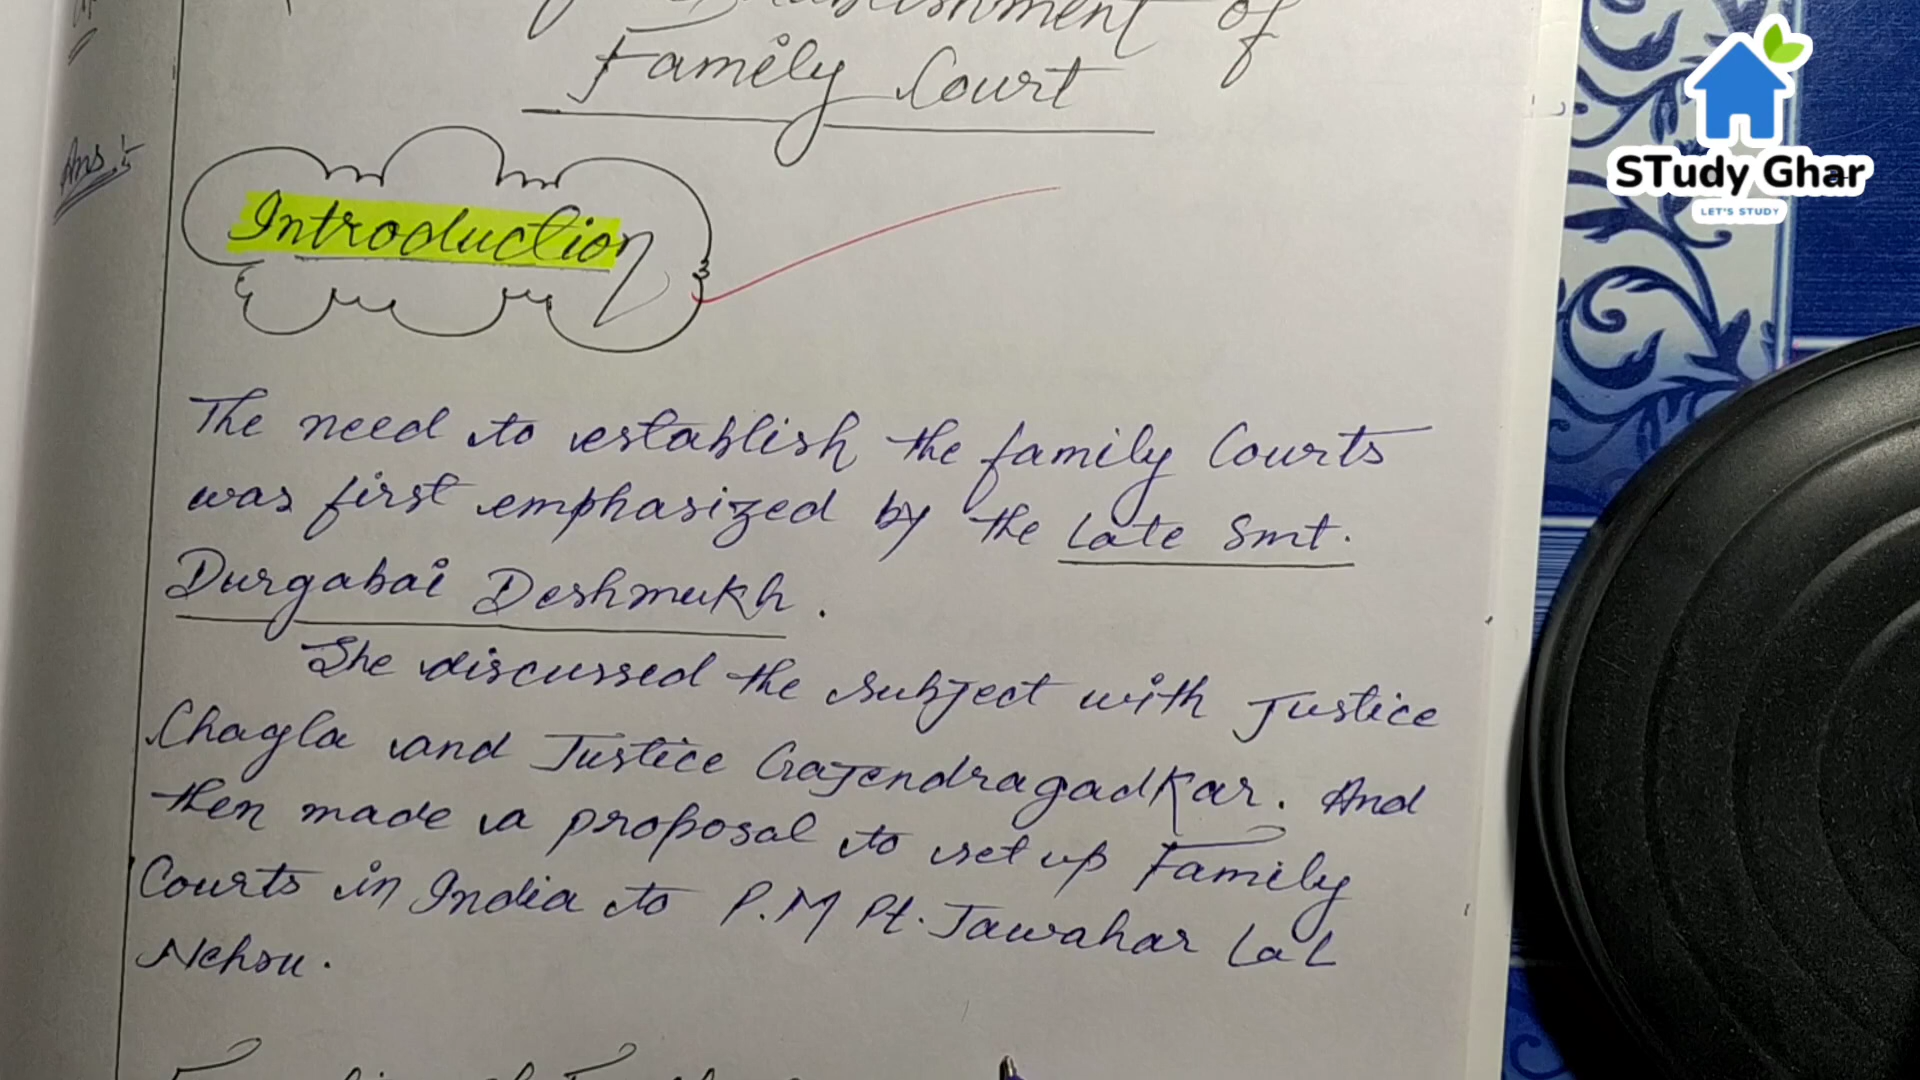 Establishment of
Family Court
Ans:-
Introduction
The need to establish the family Courts
was first emphasized by the Late Smt.
Durgabai Deshmukh.
She discussed the subject with Justice
Chagla and Justice Gajendragadkar. And
then made a proposal to set up Family
Courts in India to P.M Pt. Jawahar Lal
Nehru.
STudy Ghar
LET'S STUDY